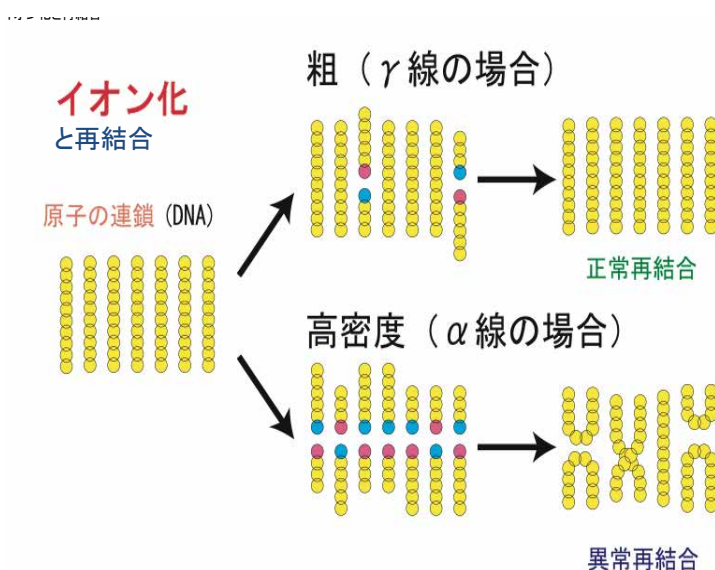 イオン化
と再結合
原子の連鎖 (DNA)
粗（γ線の場合）
正常再結合
高密度（α線の場合）
異常再結合